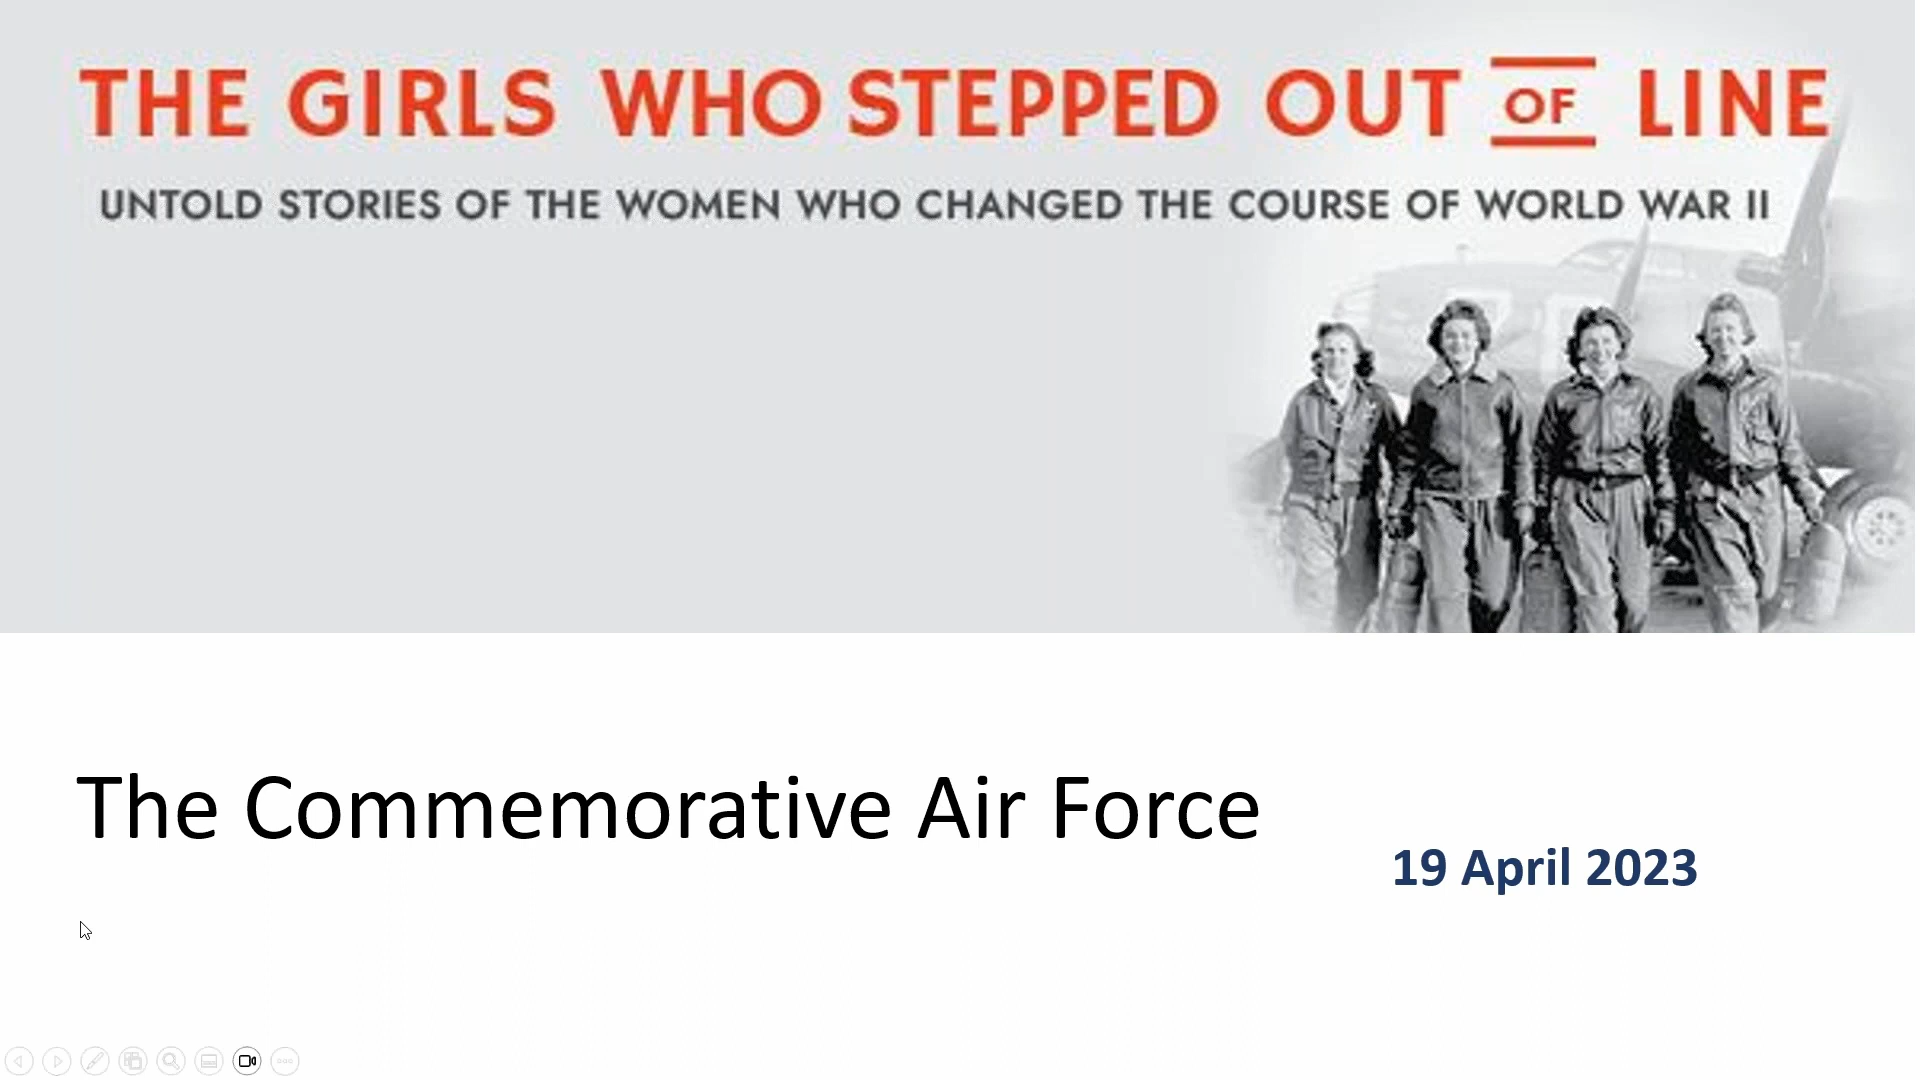 THE GIRLS WHO STEPPED OUT OF LINE
UNTOLD STORIES OF THE WOMEN WHO CHANGED THE COURSE OF WORLD WAR II
The Commemorative Air Force
19 April 2023